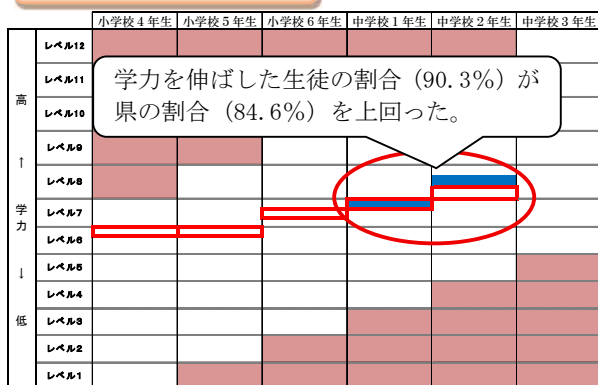 小学校4年生 小学校5年生 小学校6年生 中学校1年生 中学校2年生 中学校3年生
レベル12
レベル11
レベル10
レベル9
レベル8
レベル7
レベル6
レベル5
レベル4
レベル3
レベル2
レベル1
高
↑
学力
↓
低
学力を伸ばした生徒の割合(90.3%)が
県の割合(84.6%)を上回った。